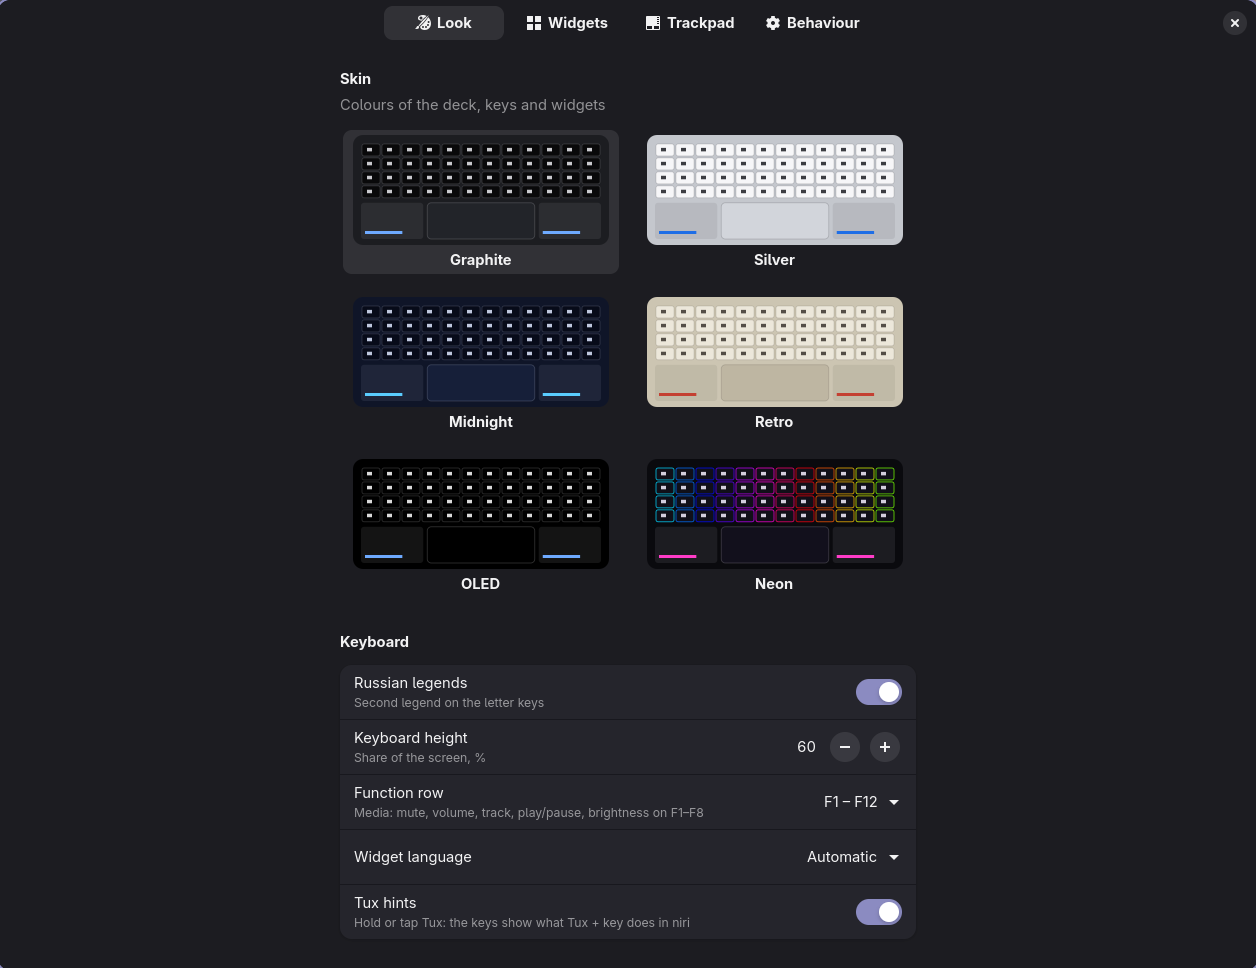 Look
Widgets
Trackpad
Behaviour
Skin
Colours of the deck, keys and widgets
Graphite
Silver
Midnight
Retro
OLED
Neon
Keyboard
Russian legends
Second legend on the letter keys
Keyboard height
Share of the screen, %
60
Function row
Media: mute, volume, track, play/pause, brightness on F1–F8
F1 – F12
Widget language
Automatic
Tux hints
Hold or tap Tux: the keys show what Tux + key does in niri